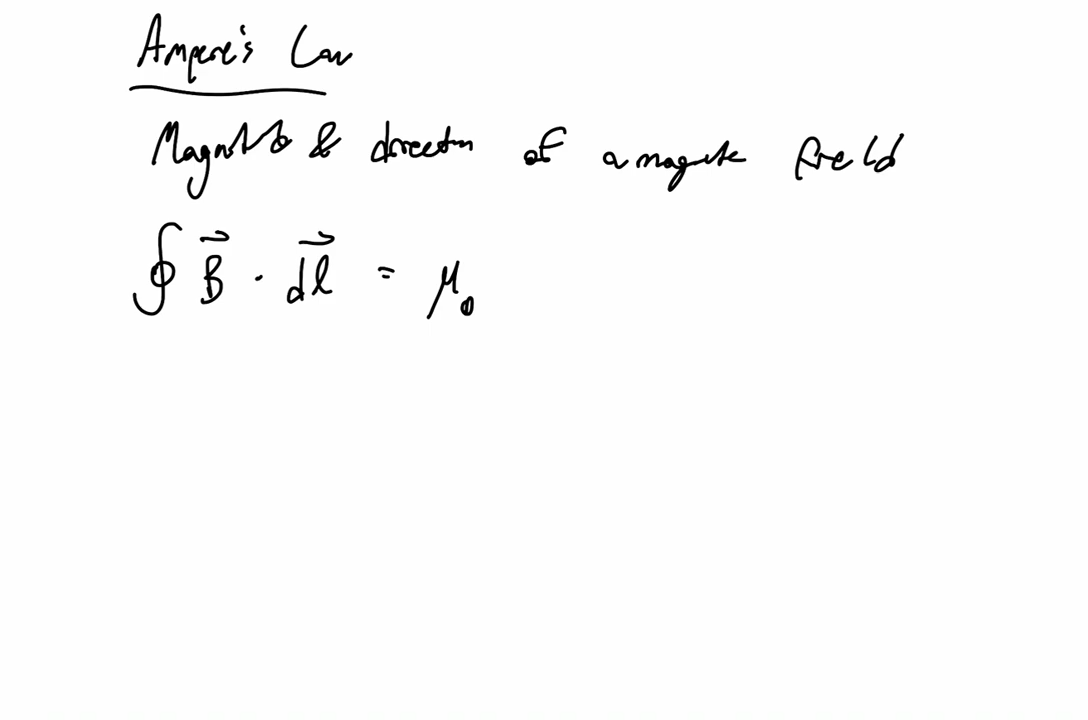 Ampere's Law
Magnitude & direction of a magnetic field
∮ B⃗ · dl⃗ = μ₀